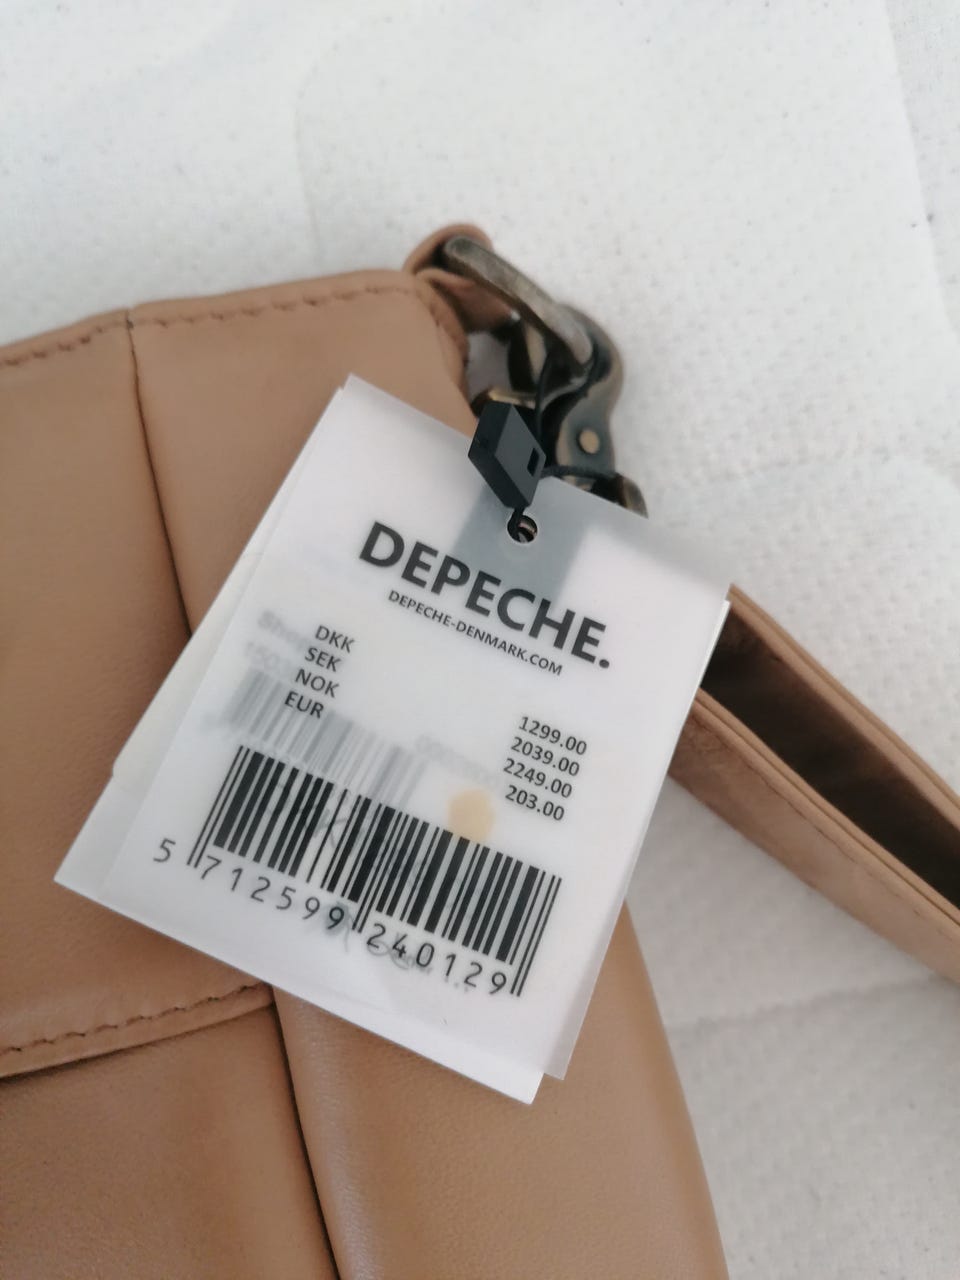 DEPECHE.
DEPECHE-DENMARK.COM
DKK 1299.00
SEK 2039.00
NOK 2249.00
EUR 203.00
5 712599 240129